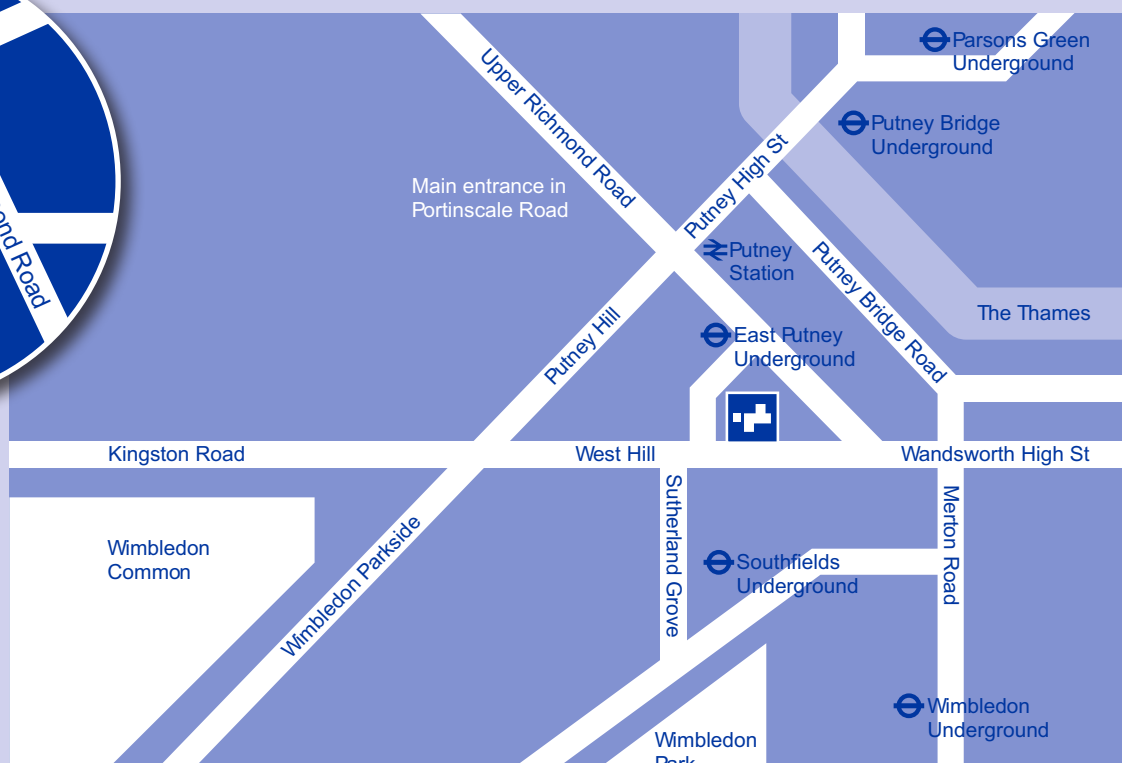 Parsons Green
Underground
Upper Richmond Road
Putney Bridge
Underground
Putney High St
Main entrance in
Portinscale Road
Road
Putney
Station
Putney Bridge Road
The Thames
Putney Hill
East Putney
Underground
Kingston Road
West Hill
Wandsworth High St
Sutherland Grove
Merton Road
Wimbledon
Common
Wimbledon Parkside
Southfields
Underground
Wimbledon
Underground
Wimbledon